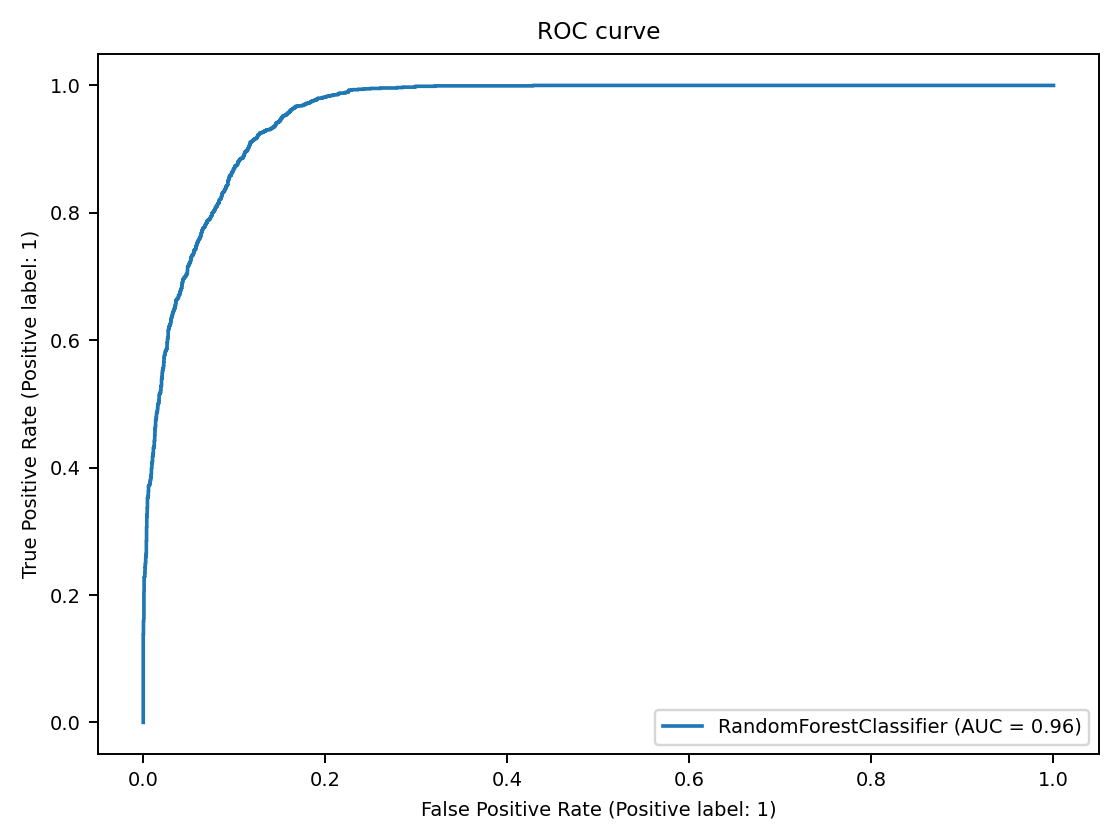 ROC curve
True Positive Rate (Positive label: 1)
1.0
0.8
0.6
0.4
0.2
0.0
RandomForestClassifier (AUC = 0.96)
0.0 0.2 0.4 0.6 0.8 1.0
False Positive Rate (Positive label: 1)